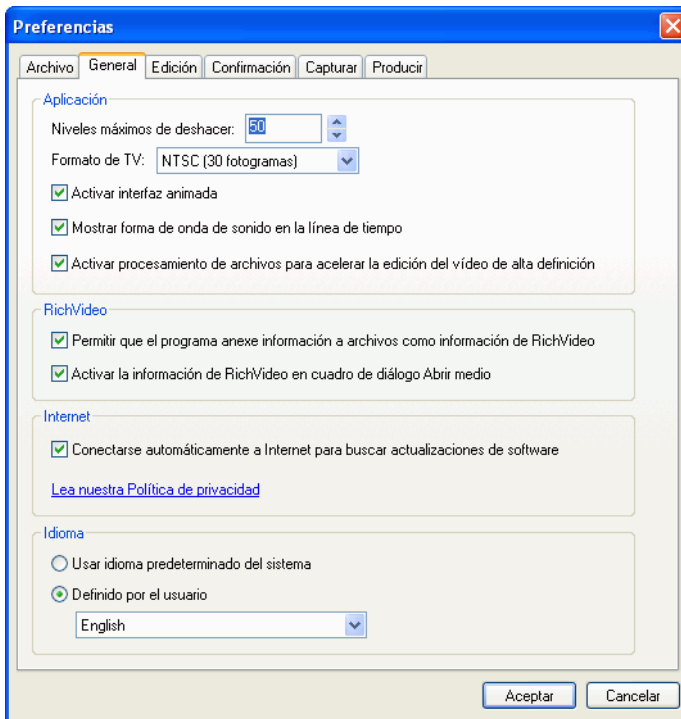 Preferencias
Archivo General Edición Confirmación Capturar Producir
Aplicación
Niveles máximos de deshacer: 50
Formato de TV: NTSC (30 fotogramas)
Activar interfaz animada
Mostrar forma de onda de sonido en la línea de tiempo
Activar procesamiento de archivos para acelerar la edición del vídeo de alta definición
RichVideo
Permitir que el programa anexe información a archivos como información de RichVideo
Activar la información de RichVideo en cuadro de diálogo Abrir medio
Internet
Conectarse automáticamente a Internet para buscar actualizaciones de software
Lea nuestra Política de privacidad
Idioma
Usar idioma predeterminado del sistema
Definido por el usuario
English
Aceptar Cancelar